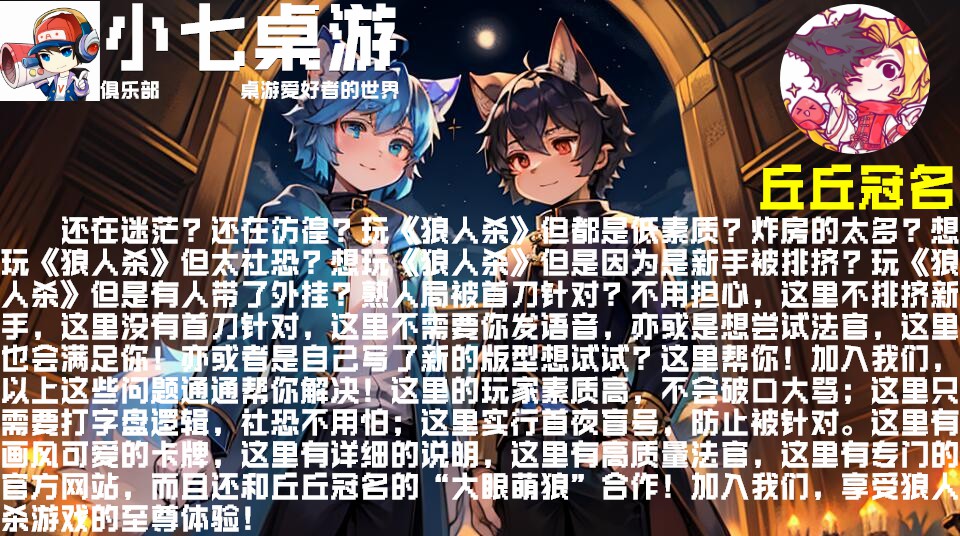 小七桌游
俱乐部 桌游爱好者的世界
丘丘冠名
还在迷茫？还在彷徨？玩《狼人杀》但都是低素质？炸房的太多？想
玩《狼人杀》但太社恐？想玩《狼人杀》但是因为是新手被排挤？玩《狼
人杀》但是有人带了外挂？熟人局被首刀针对？不用担心，这里不排挤新
手，这里没有首刀针对，这里不需要你发语音，亦或是想尝试法官，这里
也会满足你！亦或者是自己写了新的版型想试试？这里帮你！加入我们，
以上这些问题通通帮你解决！这里的玩家素质高，不会破口大骂；这里只
需要打字盘逻辑，社恐不用怕；这里实行首夜盲号，防止被针对。这里有
画风可爱的卡牌，这里有详细的说明，这里有高质量法官，这里有专门的
官方网站，而且还和丘丘冠名的“大眼萌狼”合作！加入我们，享受狼人
杀游戏的至尊体验！